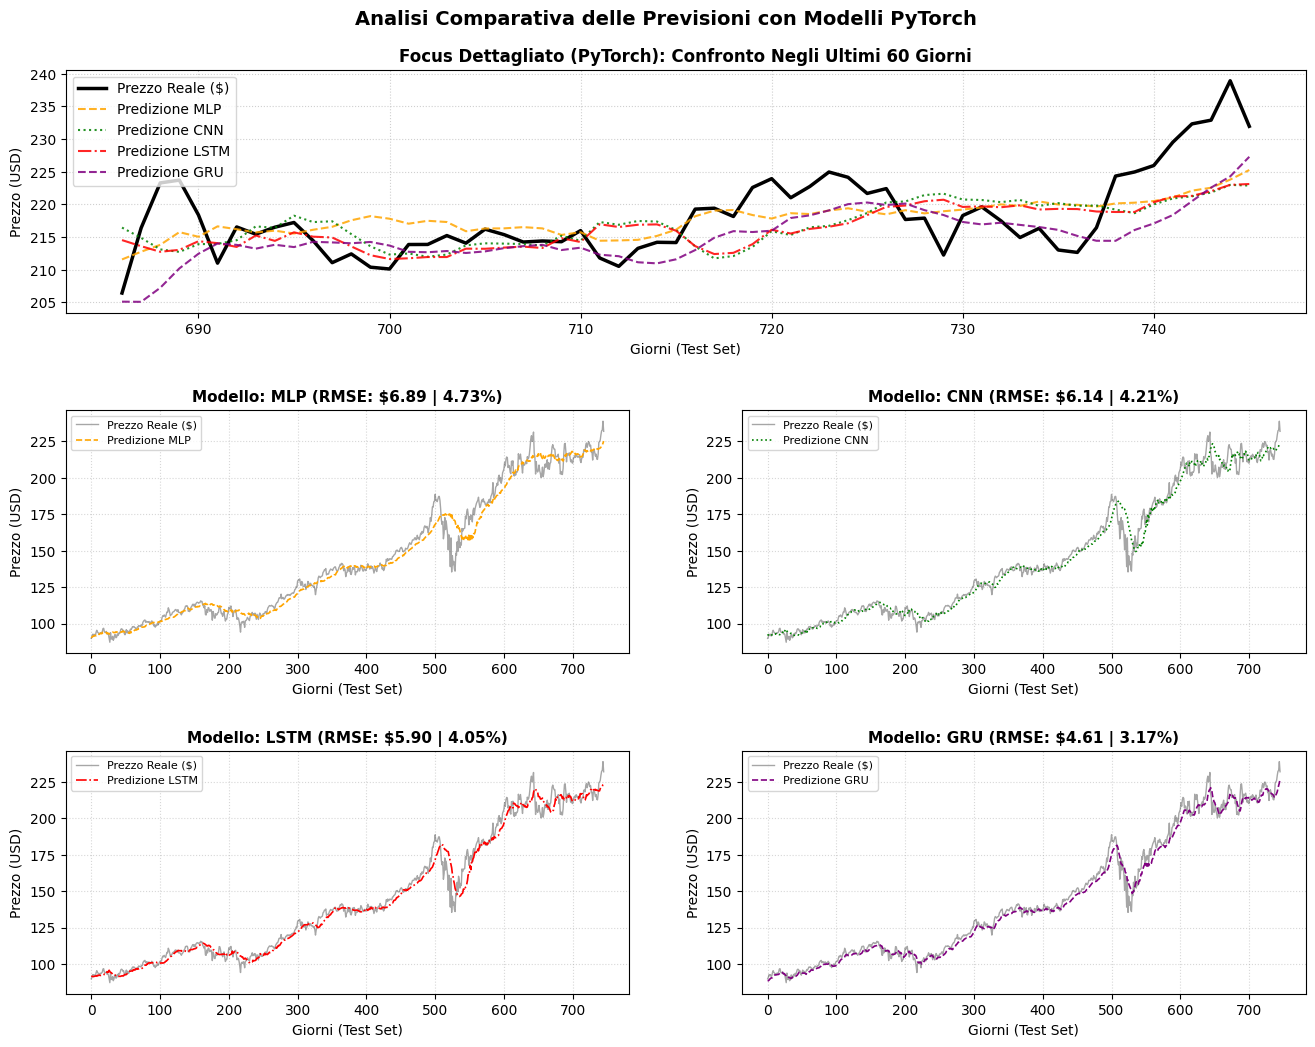 Analisi Comparativa delle Previsioni con Modelli PyTorch
Focus Dettagliato (PyTorch): Confronto Negli Ultimi 60 Giorni
Prezzo (USD)
240
235
230
225
220
215
210
205
Prezzo Reale ($)
Predizione MLP
Predizione CNN
Predizione LSTM
Predizione GRU
690 700 710 720 730 740
Giorni (Test Set)
Modello: MLP (RMSE: $6.89 | 4.73%)
Prezzo (USD)
225
200
175
150
125
100
Prezzo Reale ($)
Predizione MLP
0 100 200 300 400 500 600 700
Giorni (Test Set)
Modello: CNN (RMSE: $6.14 | 4.21%)
Prezzo (USD)
225
200
175
150
125
100
Prezzo Reale ($)
Predizione CNN
0 100 200 300 400 500 600 700
Giorni (Test Set)
Modello: LSTM (RMSE: $5.90 | 4.05%)
Prezzo (USD)
225
200
175
150
125
100
Prezzo Reale ($)
Predizione LSTM
0 100 200 300 400 500 600 700
Giorni (Test Set)
Modello: GRU (RMSE: $4.61 | 3.17%)
Prezzo (USD)
225
200
175
150
125
100
Prezzo Reale ($)
Predizione GRU
0 100 200 300 400 500 600 700
Giorni (Test Set)